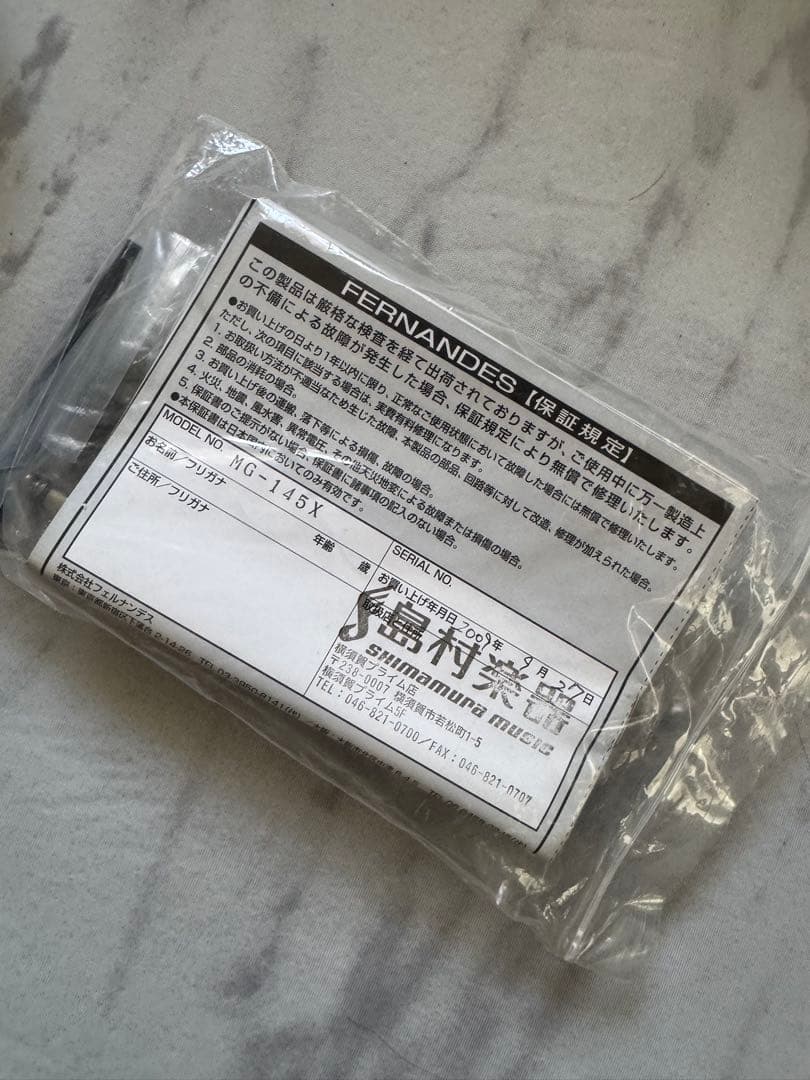 FERNANDES【保証規定】
この製品は厳格な検査を経て出荷されておりますが、ご使用中に万一製造上
の不備による故障が発生した場合、保証規定により無償で修理いたします。
●お買い上げの日より1年以内に限り、正常なご使用状態において故障した場合には無償で修理いたします。
ただし、次の項目に該当する場合は、実費有料修理になります。
1. お取扱い方法が不適当なため生じた故障、本製品の部品、回路等に対して改造、修理が加えられた場合。
2. 部品の消耗の場合。
3. お買い上げ後の運搬、落下等による損傷、故障の場合。
4. 火災、地震、風水害、異常電圧、その他天災地変による故障または損傷の場合。
5. 保証書のご提示がない場合、保証書に諸事項の記入のない場合。
●本保証書は日本国内においてのみ有効です。
MODEL NO. MG-145X
SERIAL NO.
お名前/フリガナ
年齢 歳
お買い上げ年月日 2009年 9月 27日
ご住所/フリガナ
島村楽器
shimamura music
横須賀プライム店
〒238-0007 横須賀市若松町1-5
横須賀プライム5F
TEL:046-821-0700/FAX:046-821-0707
株式会社フェルナンデス